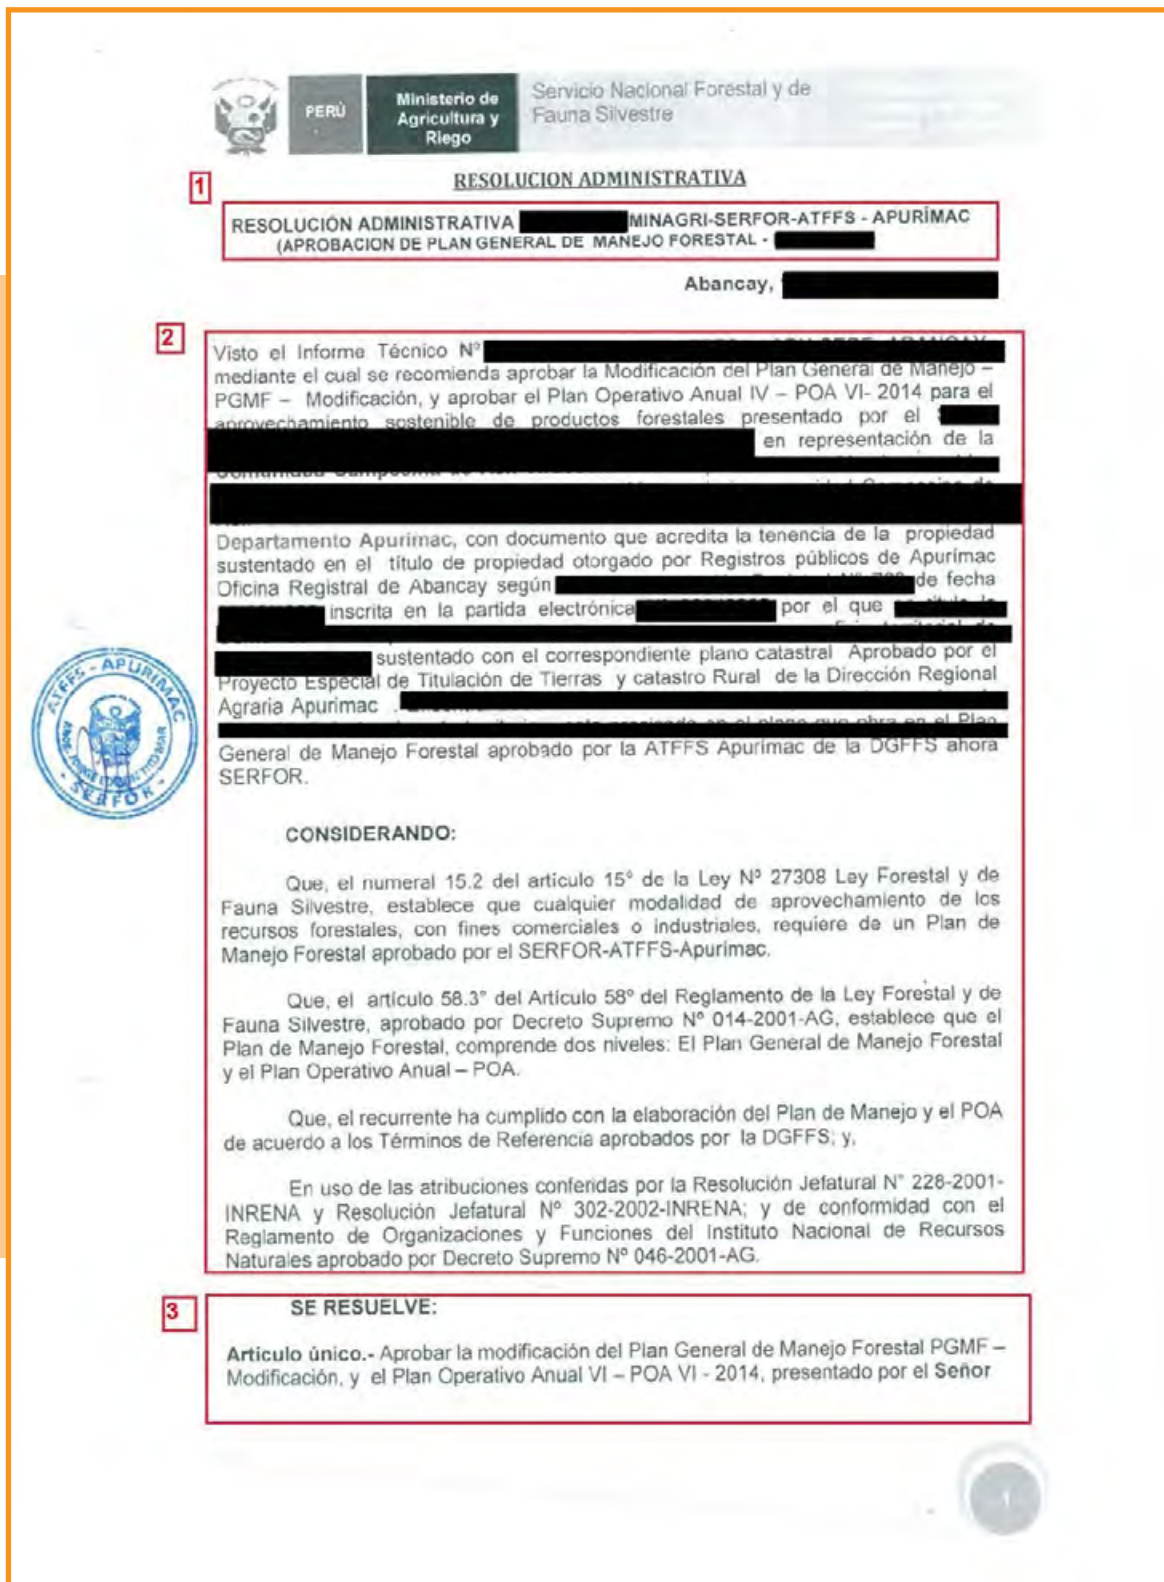 PERÚ
Ministerio de
Agricultura y
Riego
Servicio Nacional Forestal y de
Fauna Silvestre
RESOLUCION ADMINISTRATIVA
1
RESOLUCIÓN ADMINISTRATIVA MINAGRI-SERFOR-ATFFS - APURÍMAC
(APROBACION DE PLAN GENERAL DE MANEJO FORESTAL -
Abancay,
2
Visto el Informe Técnico Nº
mediante el cual se recomienda aprobar la Modificación del Plan General de Manejo –
PGMF – Modificación, y aprobar el Plan Operativo Anual IV – POA VI- 2014 para el
aprovechamiento sostenible de productos forestales presentado por el
en representación de la
Departamento Apurimac, con documento que acredita la tenencia de la propiedad
sustentado en el título de propiedad otorgado por Registros públicos de Apurímac
Oficina Registral de Abancay según de fecha
inscrita en la partida electrónica por el que
sustentado con el correspondiente plano catastral Aprobado por el
Proyecto Especial de Titulación de Tierras y catastro Rural de la Dirección Regional
Agraria Apurimac .
General de Manejo Forestal aprobado por la ATFFS Apurímac de la DGFFS ahora
SERFOR.
ATFFS - APURIMAC
- SERFOR -
CONSIDERANDO:
Que, el numeral 15.2 del artículo 15º de la Ley Nº 27308 Ley Forestal y de
Fauna Silvestre, establece que cualquier modalidad de aprovechamiento de los
recursos forestales, con fines comerciales o industriales, requiere de un Plan de
Manejo Forestal aprobado por el SERFOR-ATFFS-Apurimac.
Que, el artículo 58.3° del Artículo 58º del Reglamento de la Ley Forestal y de
Fauna Silvestre, aprobado por Decreto Supremo Nº 014-2001-AG, establece que el
Plan de Manejo Forestal, comprende dos niveles: El Plan General de Manejo Forestal
y el Plan Operativo Anual – POA.
Que, el recurrente ha cumplido con la elaboración del Plan de Manejo y el POA
de acuerdo a los Términos de Referencia aprobados por la DGFFS; y,
En uso de las atribuciones conferidas por la Resolución Jefatural N° 228-2001-
INRENA y Resolución Jefatural Nº 302-2002-INRENA; y de conformidad con el
Reglamento de Organizaciones y Funciones del Instituto Nacional de Recursos
Naturales aprobado por Decreto Supremo Nº 046-2001-AG.
3
SE RESUELVE:
Artículo único.- Aprobar la modificación del Plan General de Manejo Forestal PGMF –
Modificación, y el Plan Operativo Anual VI – POA VI - 2014, presentado por el Señor